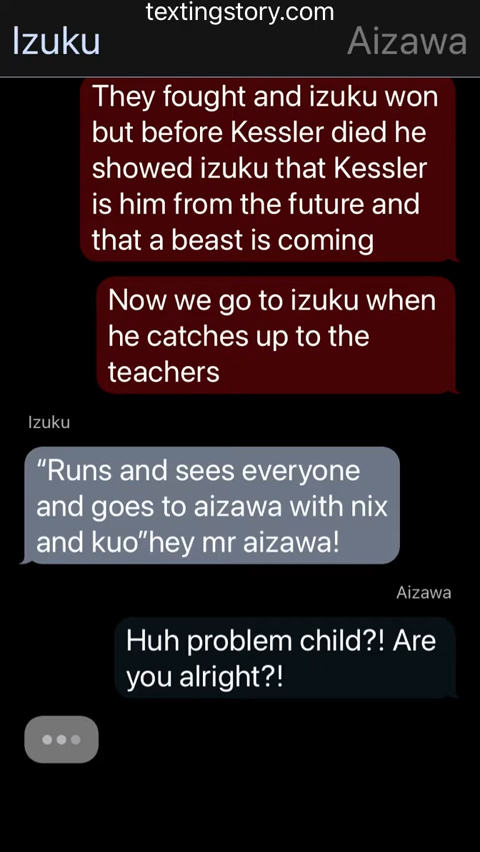 textingstory.com
Izuku
Aizawa
They fought and izuku won
but before Kessler died he
showed izuku that Kessler
is him from the future and
that a beast is coming
Now we go to izuku when
he catches up to the
teachers
Izuku
“Runs and sees everyone
and goes to aizawa with nix
and kuo”hey mr aizawa!
Aizawa
Huh problem child?! Are
you alright?!